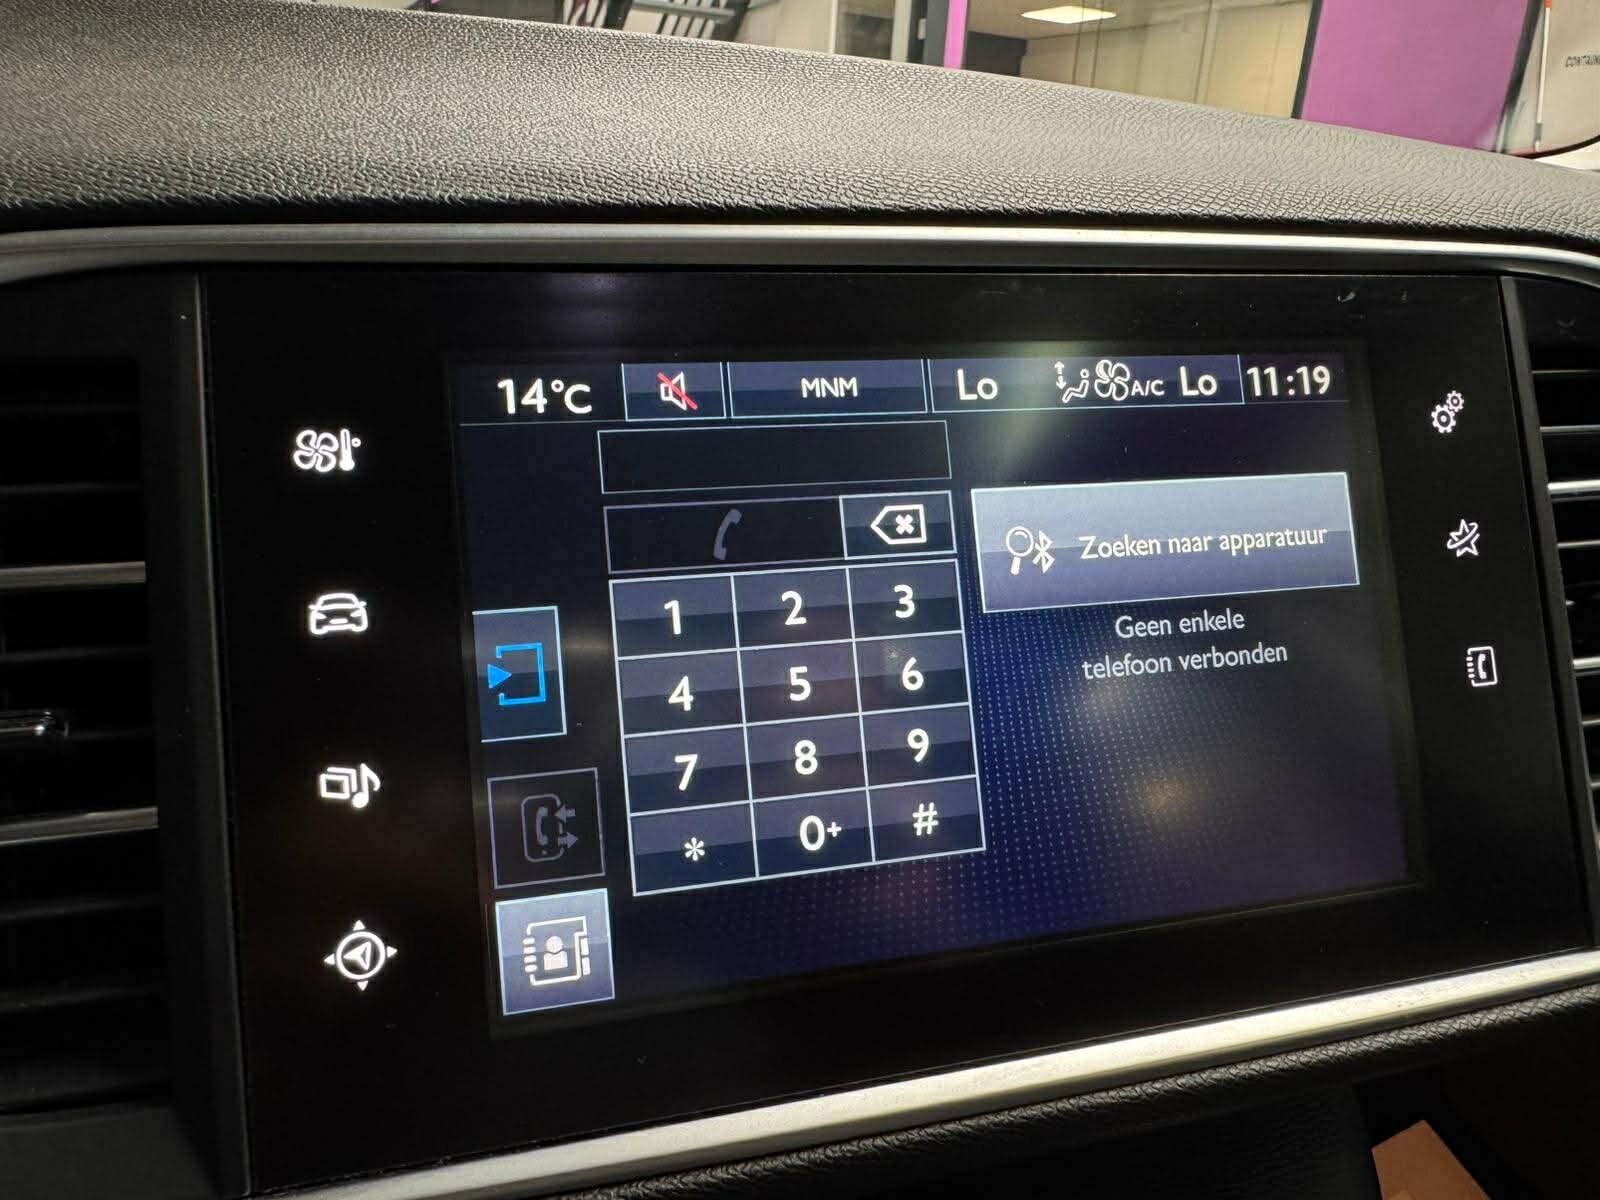 14°C
MNM
Lo
A/C
Lo
11:19
Zoeken naar apparatuur
Geen enkele
telefoon verbonden
1 2 3
4 5 6
7 8 9
* 0+ #